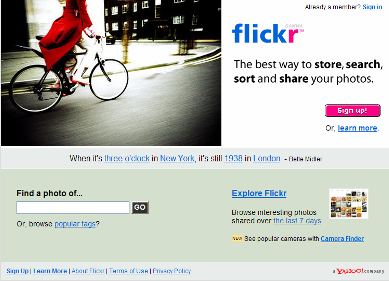 Already a member? Sign in
flickr
The best way to store, search,
sort and share your photos.
Sign up!
Or, learn more.
When it's three o'clock in New York, it's still 1938 in London - Bette Midler
Find a photo of...
GO
Or, browse popular tags?
Explore Flickr
Browse interesting photos
shared over the last 7 days.
NEW See popular cameras with Camera Finder
Sign Up | Learn More | About Flickr | Terms of Use | Privacy Policy
a YAHOO! company